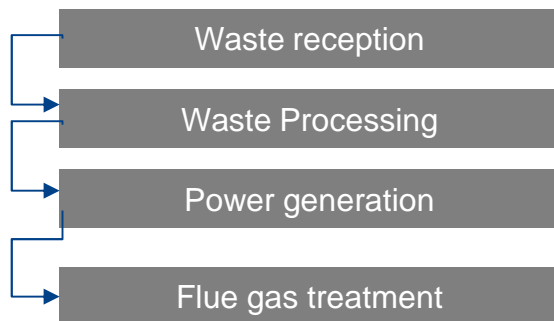 Waste reception
Waste Processing
Power generation
Flue gas treatment